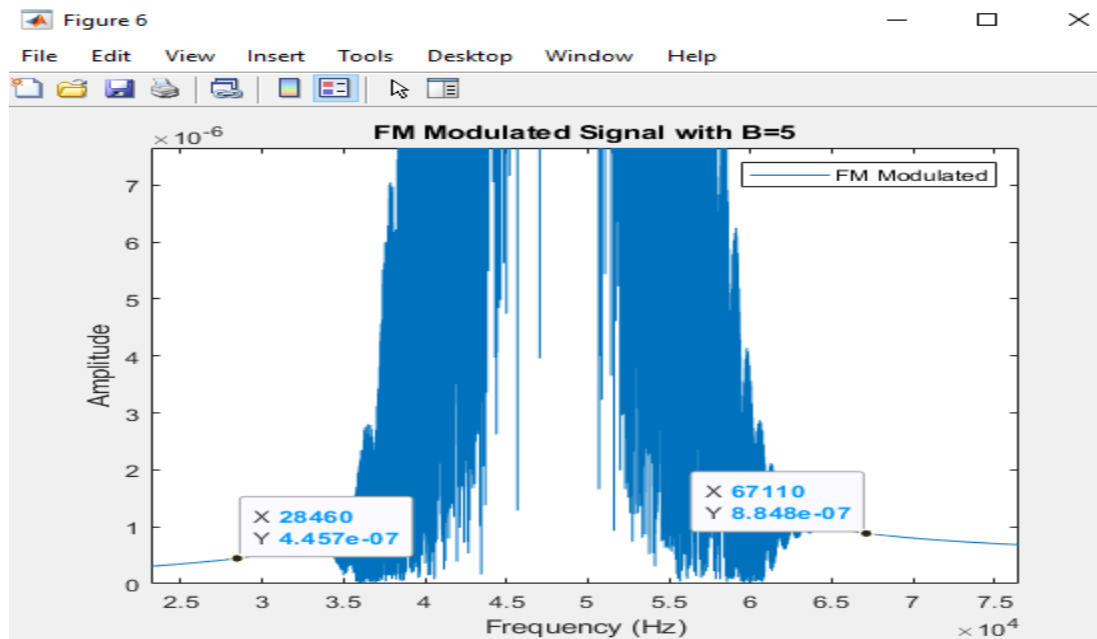 Figure 6
File Edit View Insert Tools Desktop Window Help
× 10^-6
FM Modulated Signal with B=5
FM Modulated
7
6
5
4
3
2
1
0
Amplitude
X 28460
Y 4.457e-07
X 67110
Y 8.848e-07
2.5 3 3.5 4 4.5 5 5.5 6 6.5 7 7.5
Frequency (Hz)
× 10^4